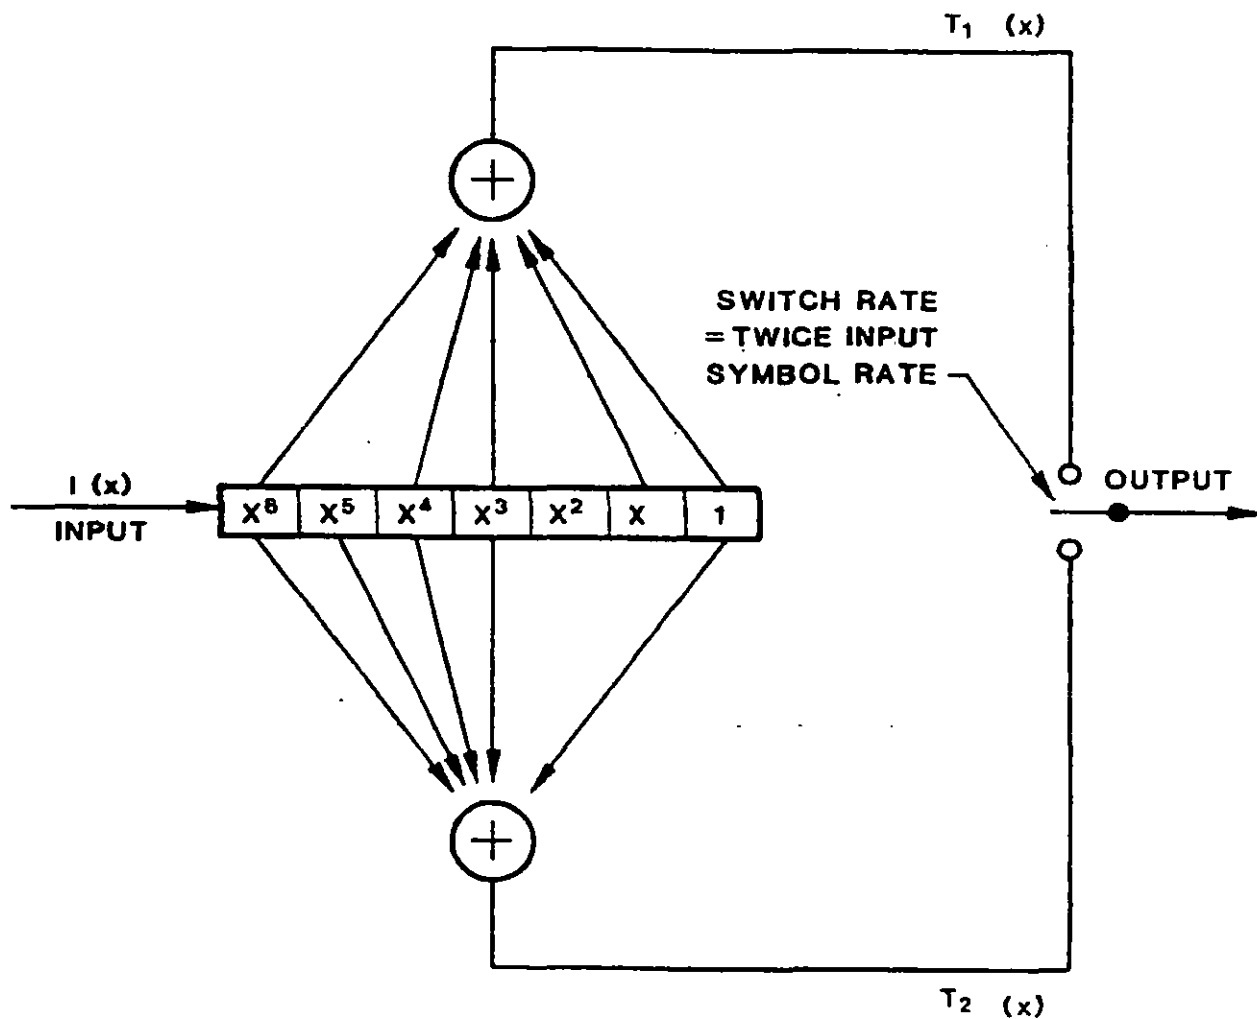 T₁ (x)
SWITCH RATE
= TWICE INPUT
SYMBOL RATE
I (x)
INPUT
X⁶ X⁵ X⁴ X³ X² X 1
OUTPUT
T₂ (x)